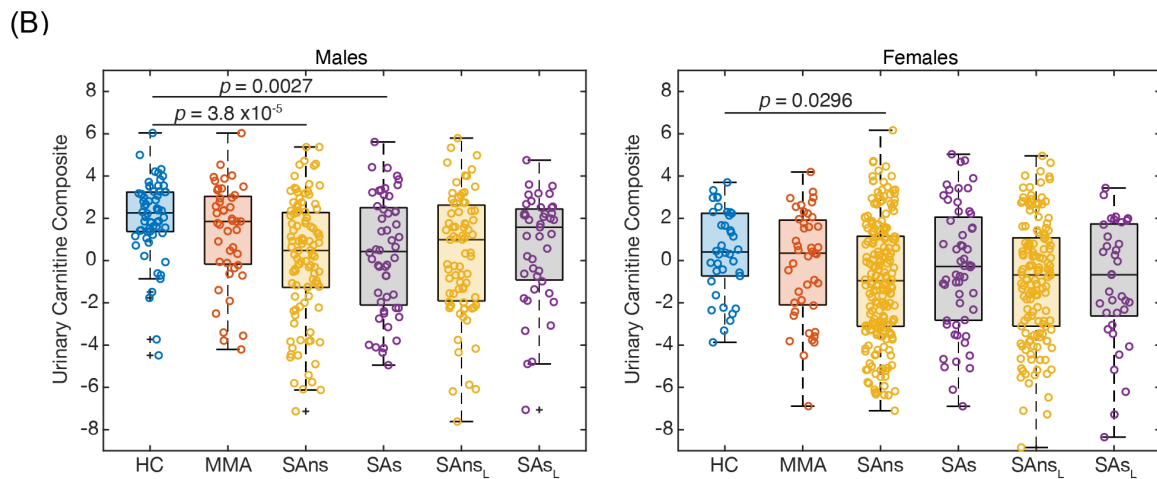 (B)
Males
Urinary Carnitine Composite
8
6
4
2
0
-2
-4
-6
-8
p = 0.0027
p = 3.8 x10⁻⁵
HC MMA SAns SAs SAnsL SAsL
Females
Urinary Carnitine Composite
8
6
4
2
0
-2
-4
-6
-8
p = 0.0296
HC MMA SAns SAs SAnsL SAsL